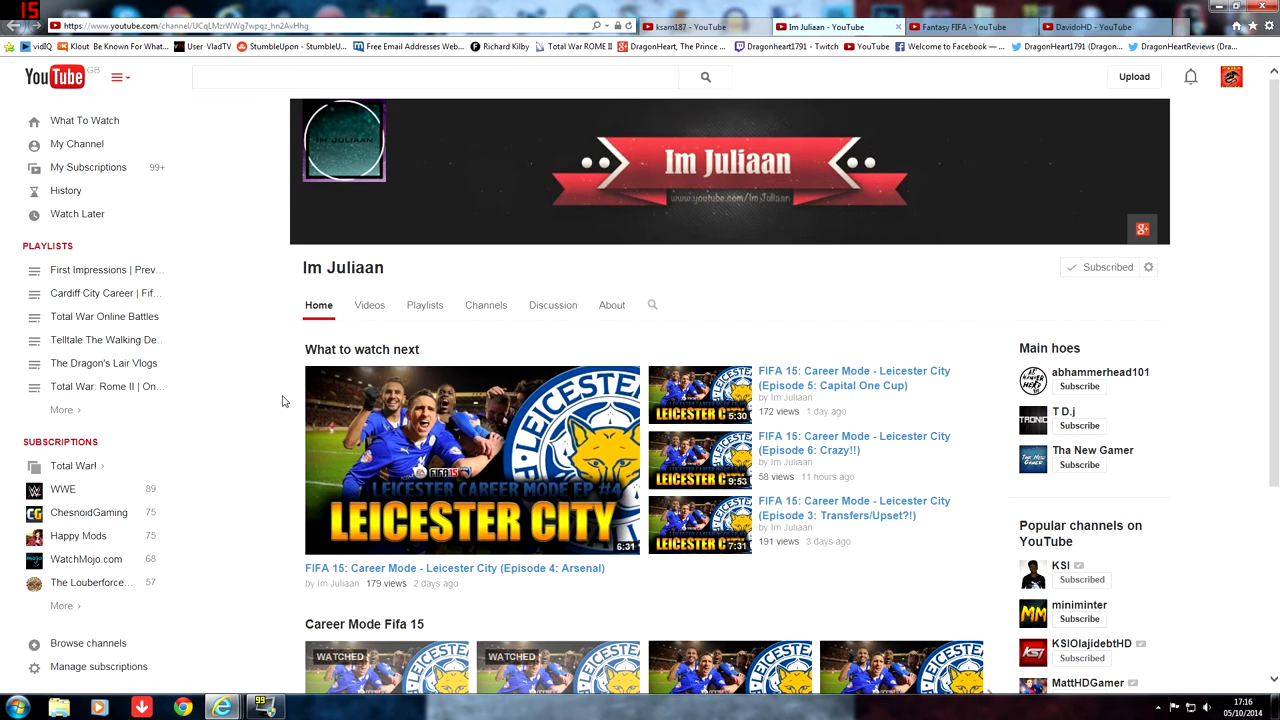 15
https://www.youtube.com/channel/UCqLMzrWWg7wpqz_hn2AvHhg
ksam187 - YouTube
Im Juliaan - YouTube
Fantasy FIFA - YouTube
DavidoHD - YouTube
vidIQ
Klout Be Known For What...
User VladTV
StumbleUpon - StumbleU...
Free Email Addresses Web...
Richard Kilby
Total War ROME II
DragonHeart, The Prince ...
Dragonheart1791 - Twitch
YouTube
Welcome to Facebook — ...
DragonHeart1791 (Dragon...
DragonHeartReviews (Dra...
YouTube GB
Upload
What To Watch
My Channel
My Subscriptions 99+
History
Watch Later
PLAYLISTS
First Impressions | Prev...
Cardiff City Career | Fif...
Total War Online Battles
Telltale The Walking De...
The Dragon's Lair Vlogs
Total War: Rome II | On...
More ›
SUBSCRIPTIONS
Total War! ›
WWE 89
ChesnoidGaming 75
Happy Mods 75
WatchMojo.com 68
The Louberforce... 57
More ›
Browse channels
Manage subscriptions
IM JULIAAN
Im Juliaan
www.youtube.com/Im Juliaan
Im Juliaan
Subscribed
Home
Videos
Playlists
Channels
Discussion
About
What to watch next
FIFA 15
LEICESTER CAREER MODE EP #4
LEICESTER CITY
6:31
FIFA 15: Career Mode - Leicester City (Episode 4: Arsenal)
by Im Juliaan 179 views 2 days ago
LEICESTER C
5:30
FIFA 15: Career Mode - Leicester City
(Episode 5: Capital One Cup)
by Im Juliaan
172 views 1 day ago
LEICESTER C
9:53
FIFA 15: Career Mode - Leicester City
(Episode 6: Crazy!!)
by Im Juliaan
58 views 11 hours ago
LEICESTER C
7:31
FIFA 15: Career Mode - Leicester City
(Episode 3: Transfers/Upset?!)
by Im Juliaan
191 views 3 days ago
Career Mode Fifa 15
WATCHED
WATCHED
Main hoes
abhammerhead101
Subscribe
T D.j
Subscribe
Tha New Gamer
Subscribe
Popular channels on
YouTube
KSI
Subscribed
miniminter
Subscribe
KSIOlajidebtHD
Subscribed
MattHDGamer
99
17:16
05/10/2014